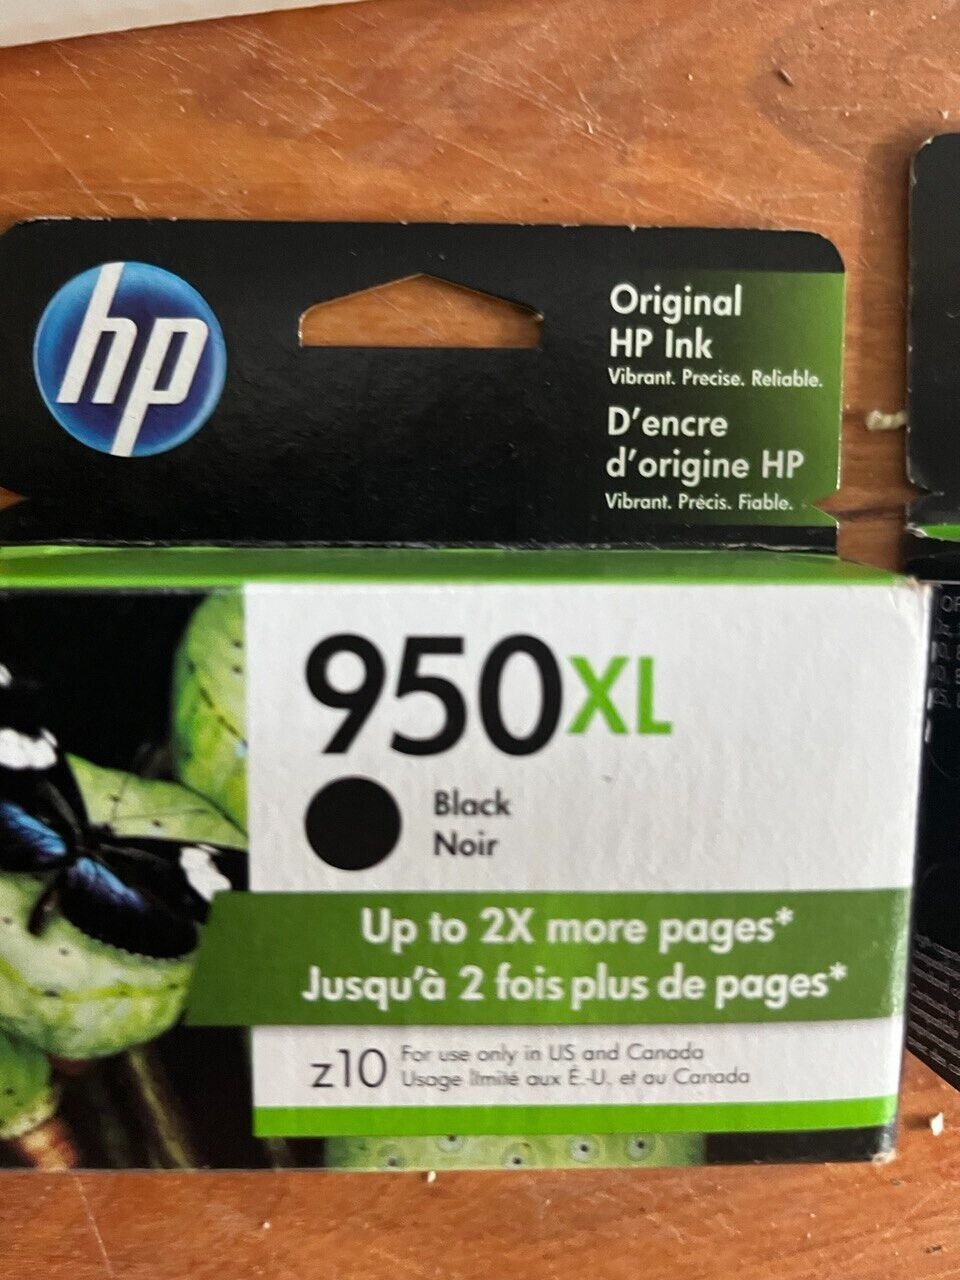 hp
Original
HP Ink
Vibrant. Precise. Reliable.
D'encre
d'origine HP
Vibrant. Précis. Fiable.
950XL
Black
Noir
Up to 2X more pages*
Jusqu'à 2 fois plus de pages*
z10
For use only in US and Canada
Usage limité aux É.-U. et au Canada